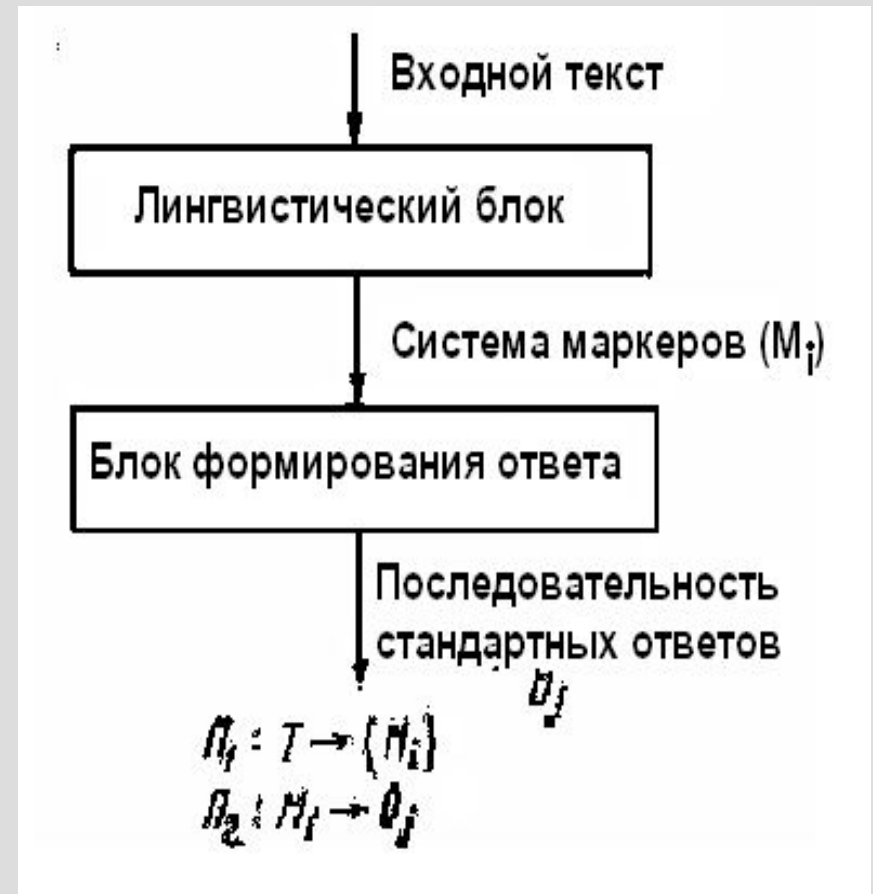 Входной текст
Лингвистический блок
Система маркеров (Mi)
Блок формирования ответа
Последовательность
стандартных ответов
Oj
П1 : T → {Mi}
П2 : Mi → Oj